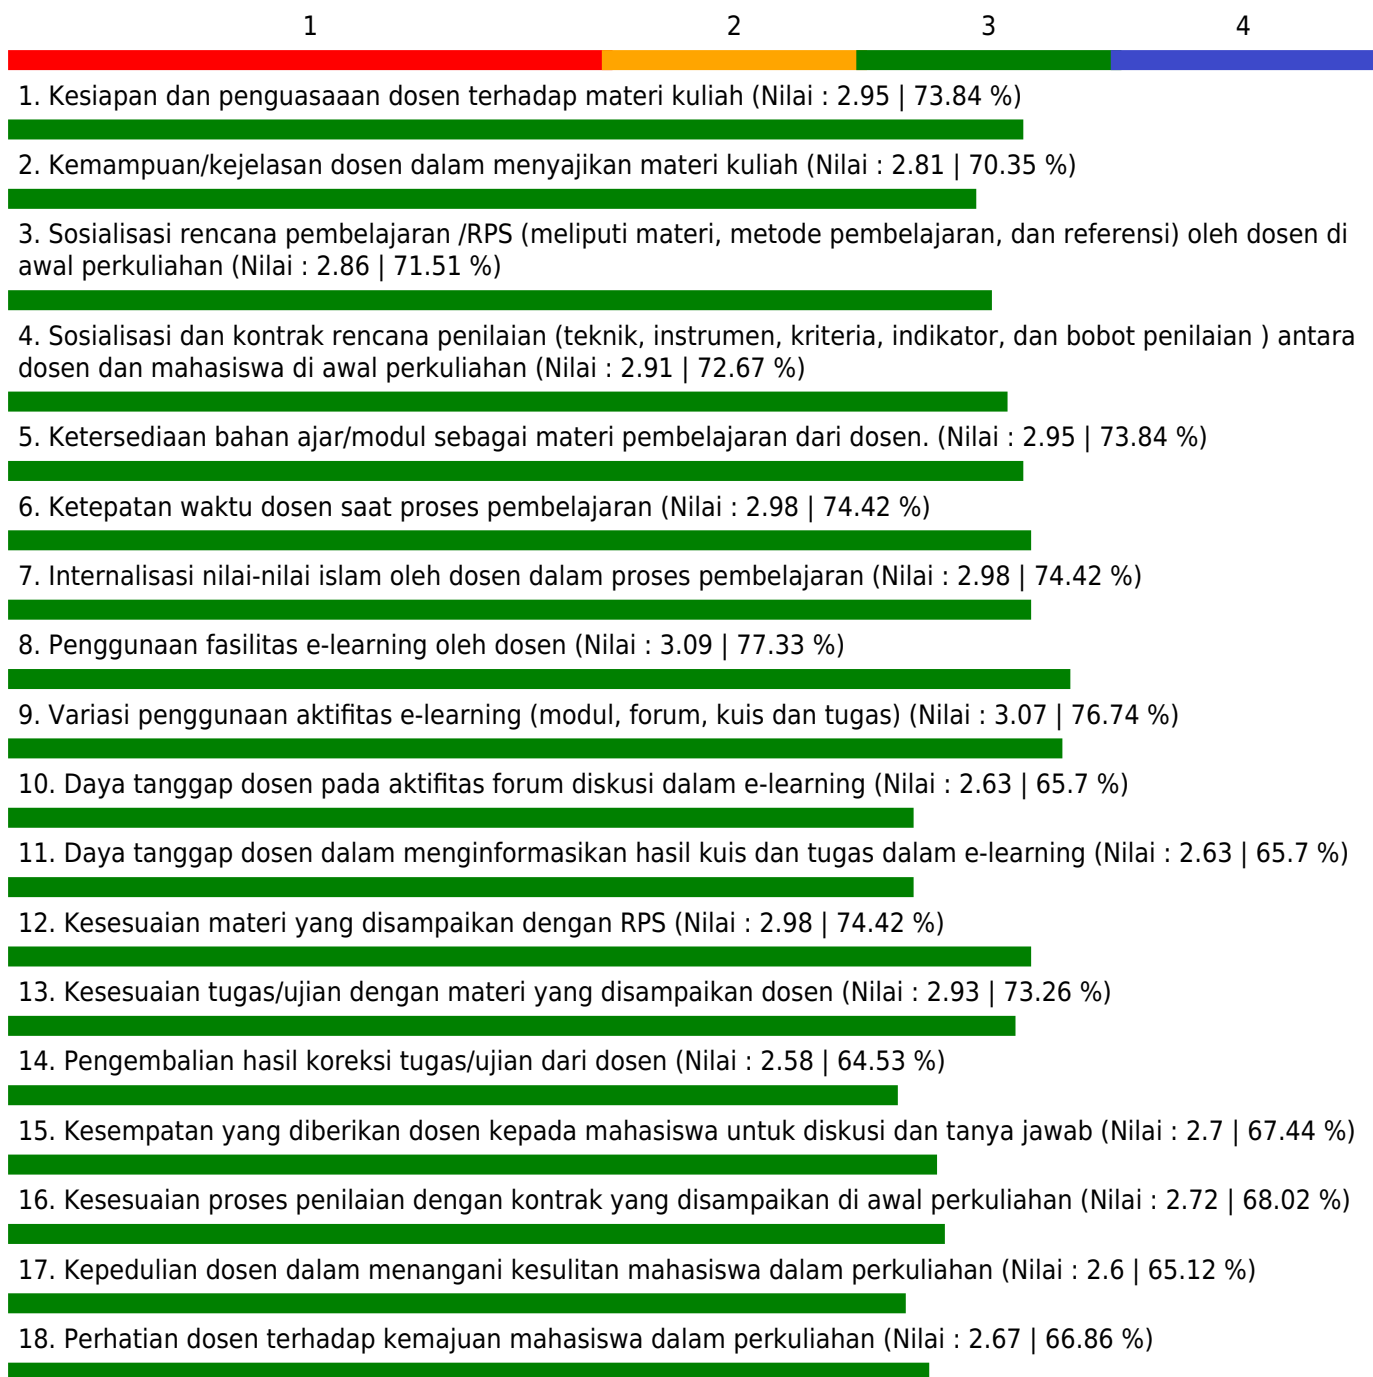 1 2 3 4
1. Kesiapan dan penguasaaan dosen terhadap materi kuliah (Nilai : 2.95 | 73.84 %)
2. Kemampuan/kejelasan dosen dalam menyajikan materi kuliah (Nilai : 2.81 | 70.35 %)
3. Sosialisasi rencana pembelajaran /RPS (meliputi materi, metode pembelajaran, dan referensi) oleh dosen di
awal perkuliahan (Nilai : 2.86 | 71.51 %)
4. Sosialisasi dan kontrak rencana penilaian (teknik, instrumen, kriteria, indikator, dan bobot penilaian ) antara
dosen dan mahasiswa di awal perkuliahan (Nilai : 2.91 | 72.67 %)
5. Ketersediaan bahan ajar/modul sebagai materi pembelajaran dari dosen. (Nilai : 2.95 | 73.84 %)
6. Ketepatan waktu dosen saat proses pembelajaran (Nilai : 2.98 | 74.42 %)
7. Internalisasi nilai-nilai islam oleh dosen dalam proses pembelajaran (Nilai : 2.98 | 74.42 %)
8. Penggunaan fasilitas e-learning oleh dosen (Nilai : 3.09 | 77.33 %)
9. Variasi penggunaan aktifitas e-learning (modul, forum, kuis dan tugas) (Nilai : 3.07 | 76.74 %)
10. Daya tanggap dosen pada aktifitas forum diskusi dalam e-learning (Nilai : 2.63 | 65.7 %)
11. Daya tanggap dosen dalam menginformasikan hasil kuis dan tugas dalam e-learning (Nilai : 2.63 | 65.7 %)
12. Kesesuaian materi yang disampaikan dengan RPS (Nilai : 2.98 | 74.42 %)
13. Kesesuaian tugas/ujian dengan materi yang disampaikan dosen (Nilai : 2.93 | 73.26 %)
14. Pengembalian hasil koreksi tugas/ujian dari dosen (Nilai : 2.58 | 64.53 %)
15. Kesempatan yang diberikan dosen kepada mahasiswa untuk diskusi dan tanya jawab (Nilai : 2.7 | 67.44 %)
16. Kesesuaian proses penilaian dengan kontrak yang disampaikan di awal perkuliahan (Nilai : 2.72 | 68.02 %)
17. Kepedulian dosen dalam menangani kesulitan mahasiswa dalam perkuliahan (Nilai : 2.6 | 65.12 %)
18. Perhatian dosen terhadap kemajuan mahasiswa dalam perkuliahan (Nilai : 2.67 | 66.86 %)